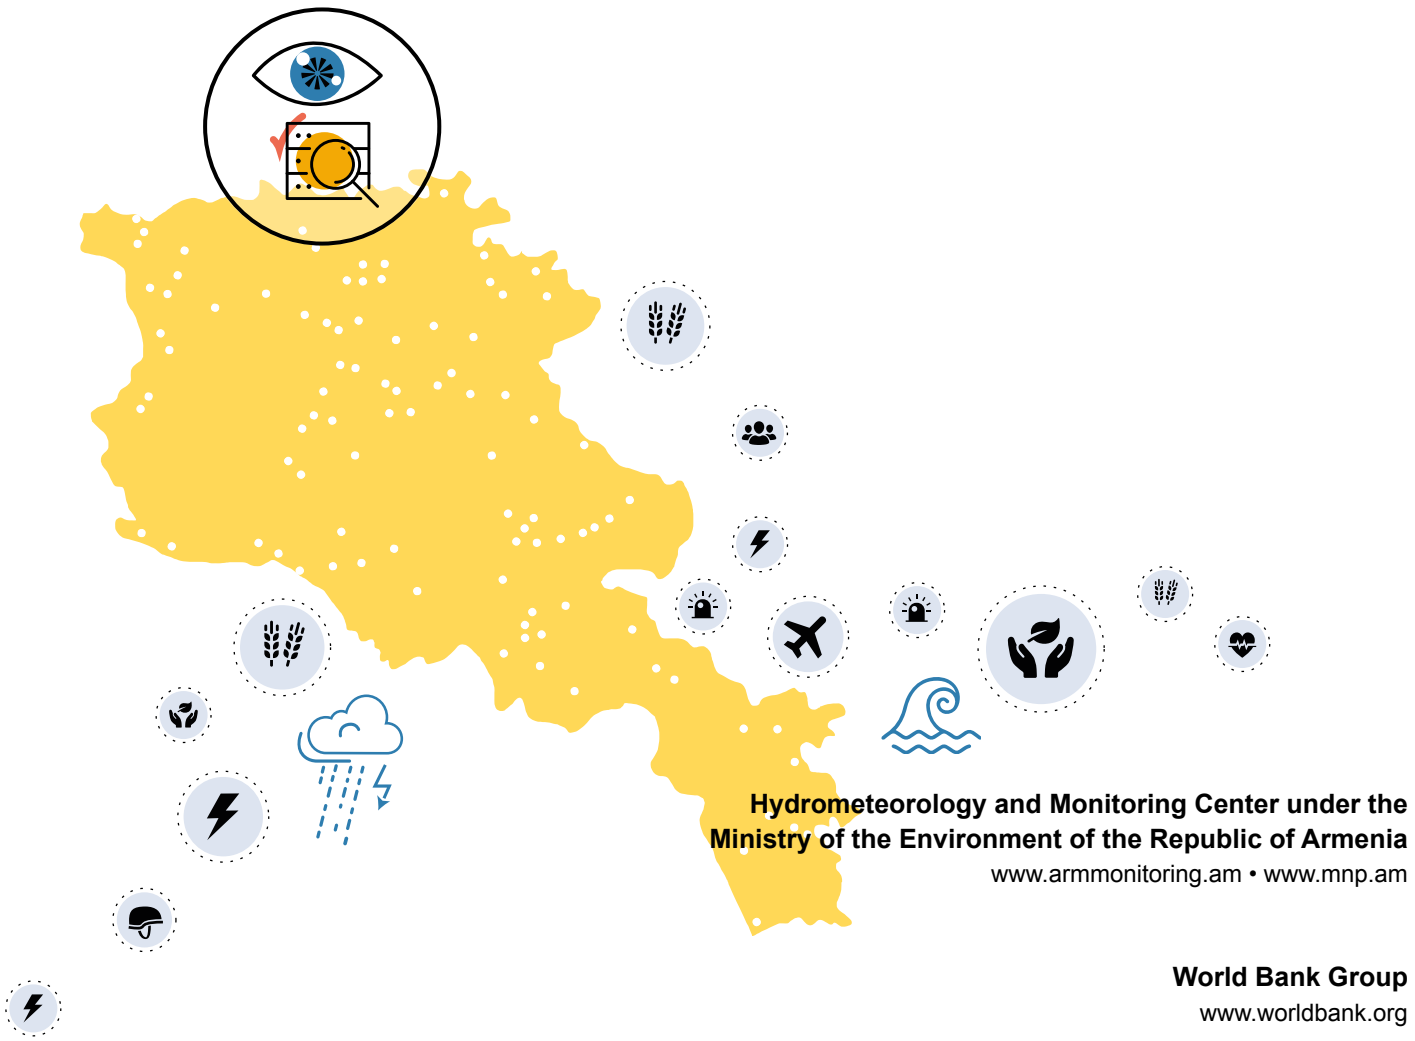 Hydrometeorology and Monitoring Center under the
Ministry of the Environment of the Republic of Armenia
www.armmonitoring.am • www.mnp.am
World Bank Group
www.worldbank.org